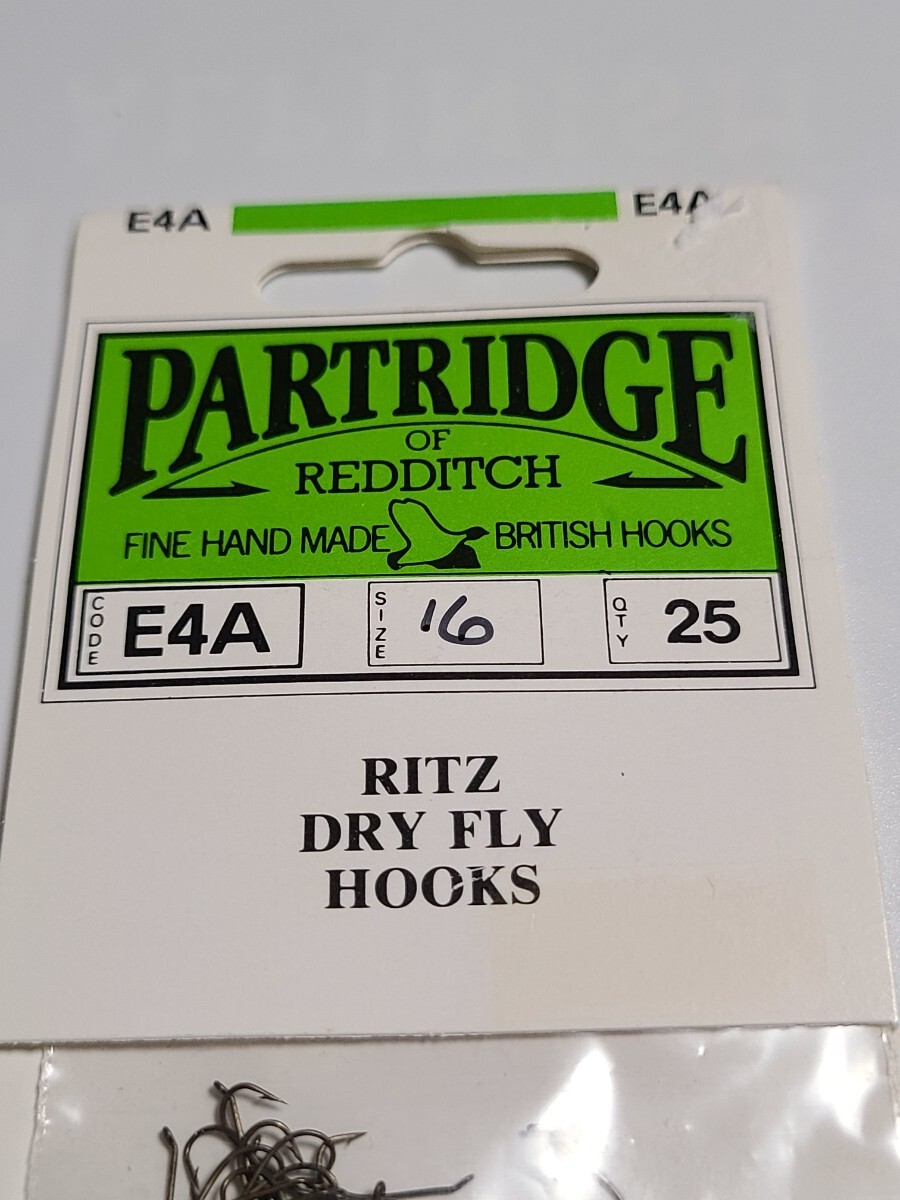 E4A E4A
PARTRIDGE
OF
REDDITCH
FINE HAND MADE BRITISH HOOKS
CODE E4A SIZE 16 QTY 25
RITZ
DRY FLY
HOOKS